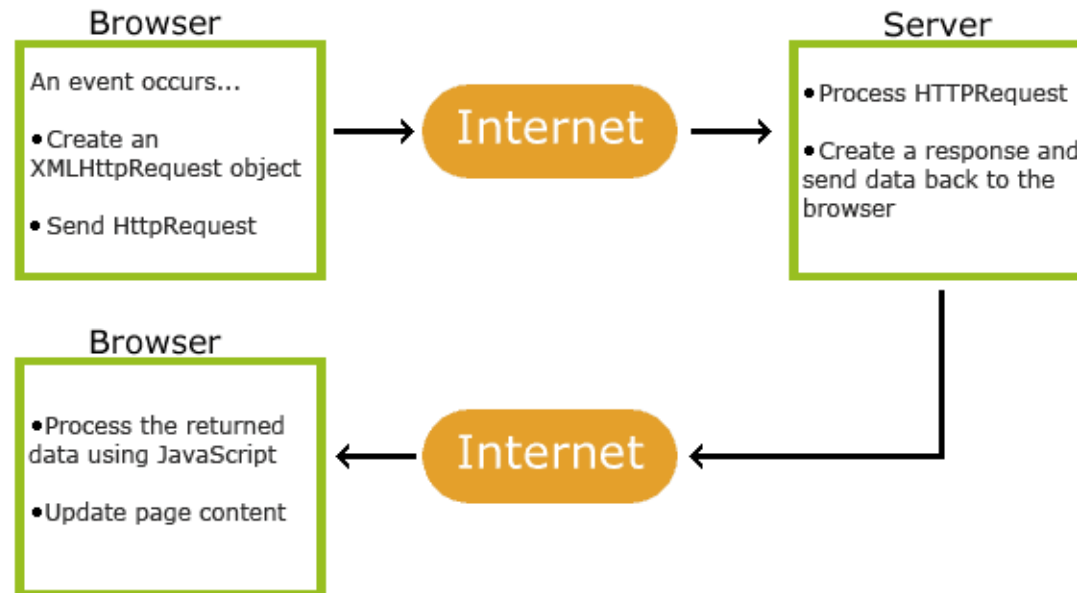 Browser
An event occurs...
•Create an
XMLHttpRequest object
• Send HttpRequest
Internet
Server
•Process HTTPRequest
• Create a response and
send data back to the
browser
Browser
•Process the returned
data using JavaScript
•Update page content
Internet